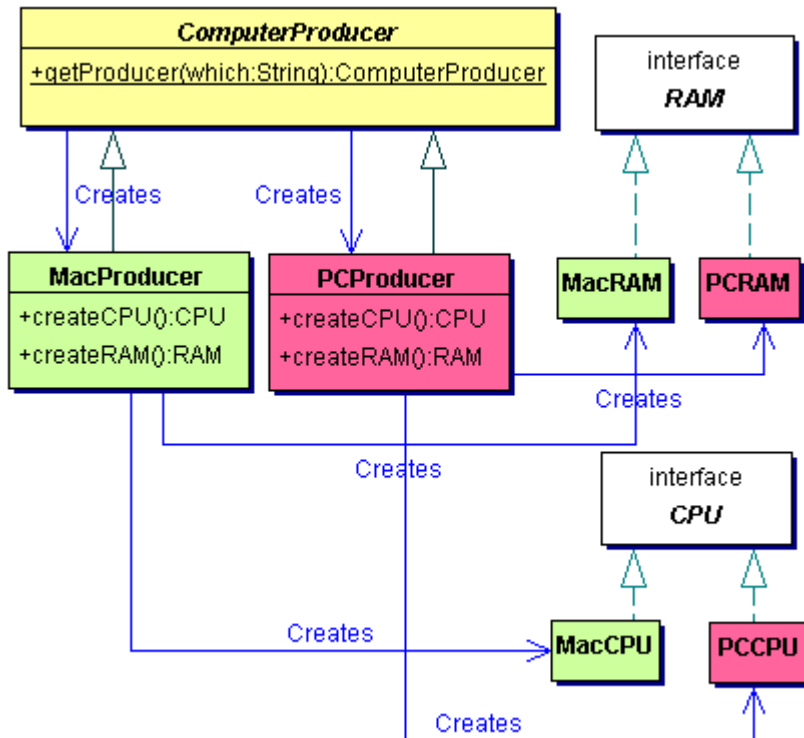 ComputerProducer
+getProducer(which:String):ComputerProducer
interface
RAM
Creates
Creates
MacProducer
+createCPU():CPU
+createRAM():RAM
PCProducer
+createCPU():CPU
+createRAM():RAM
MacRAM
PCRAM
Creates
Creates
interface
CPU
Creates
MacCPU
PCCPU
Creates